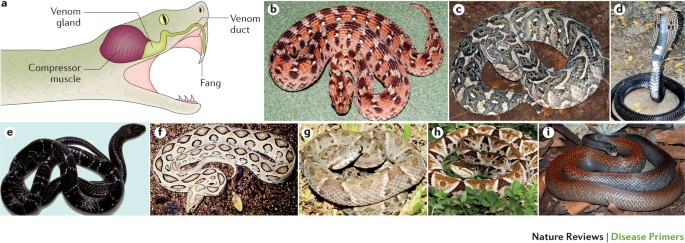 a
Venom
gland
Compressor
muscle
Venom
duct
Fang
b
c
d
e
f
g
h
i
Nature Reviews | Disease Primers